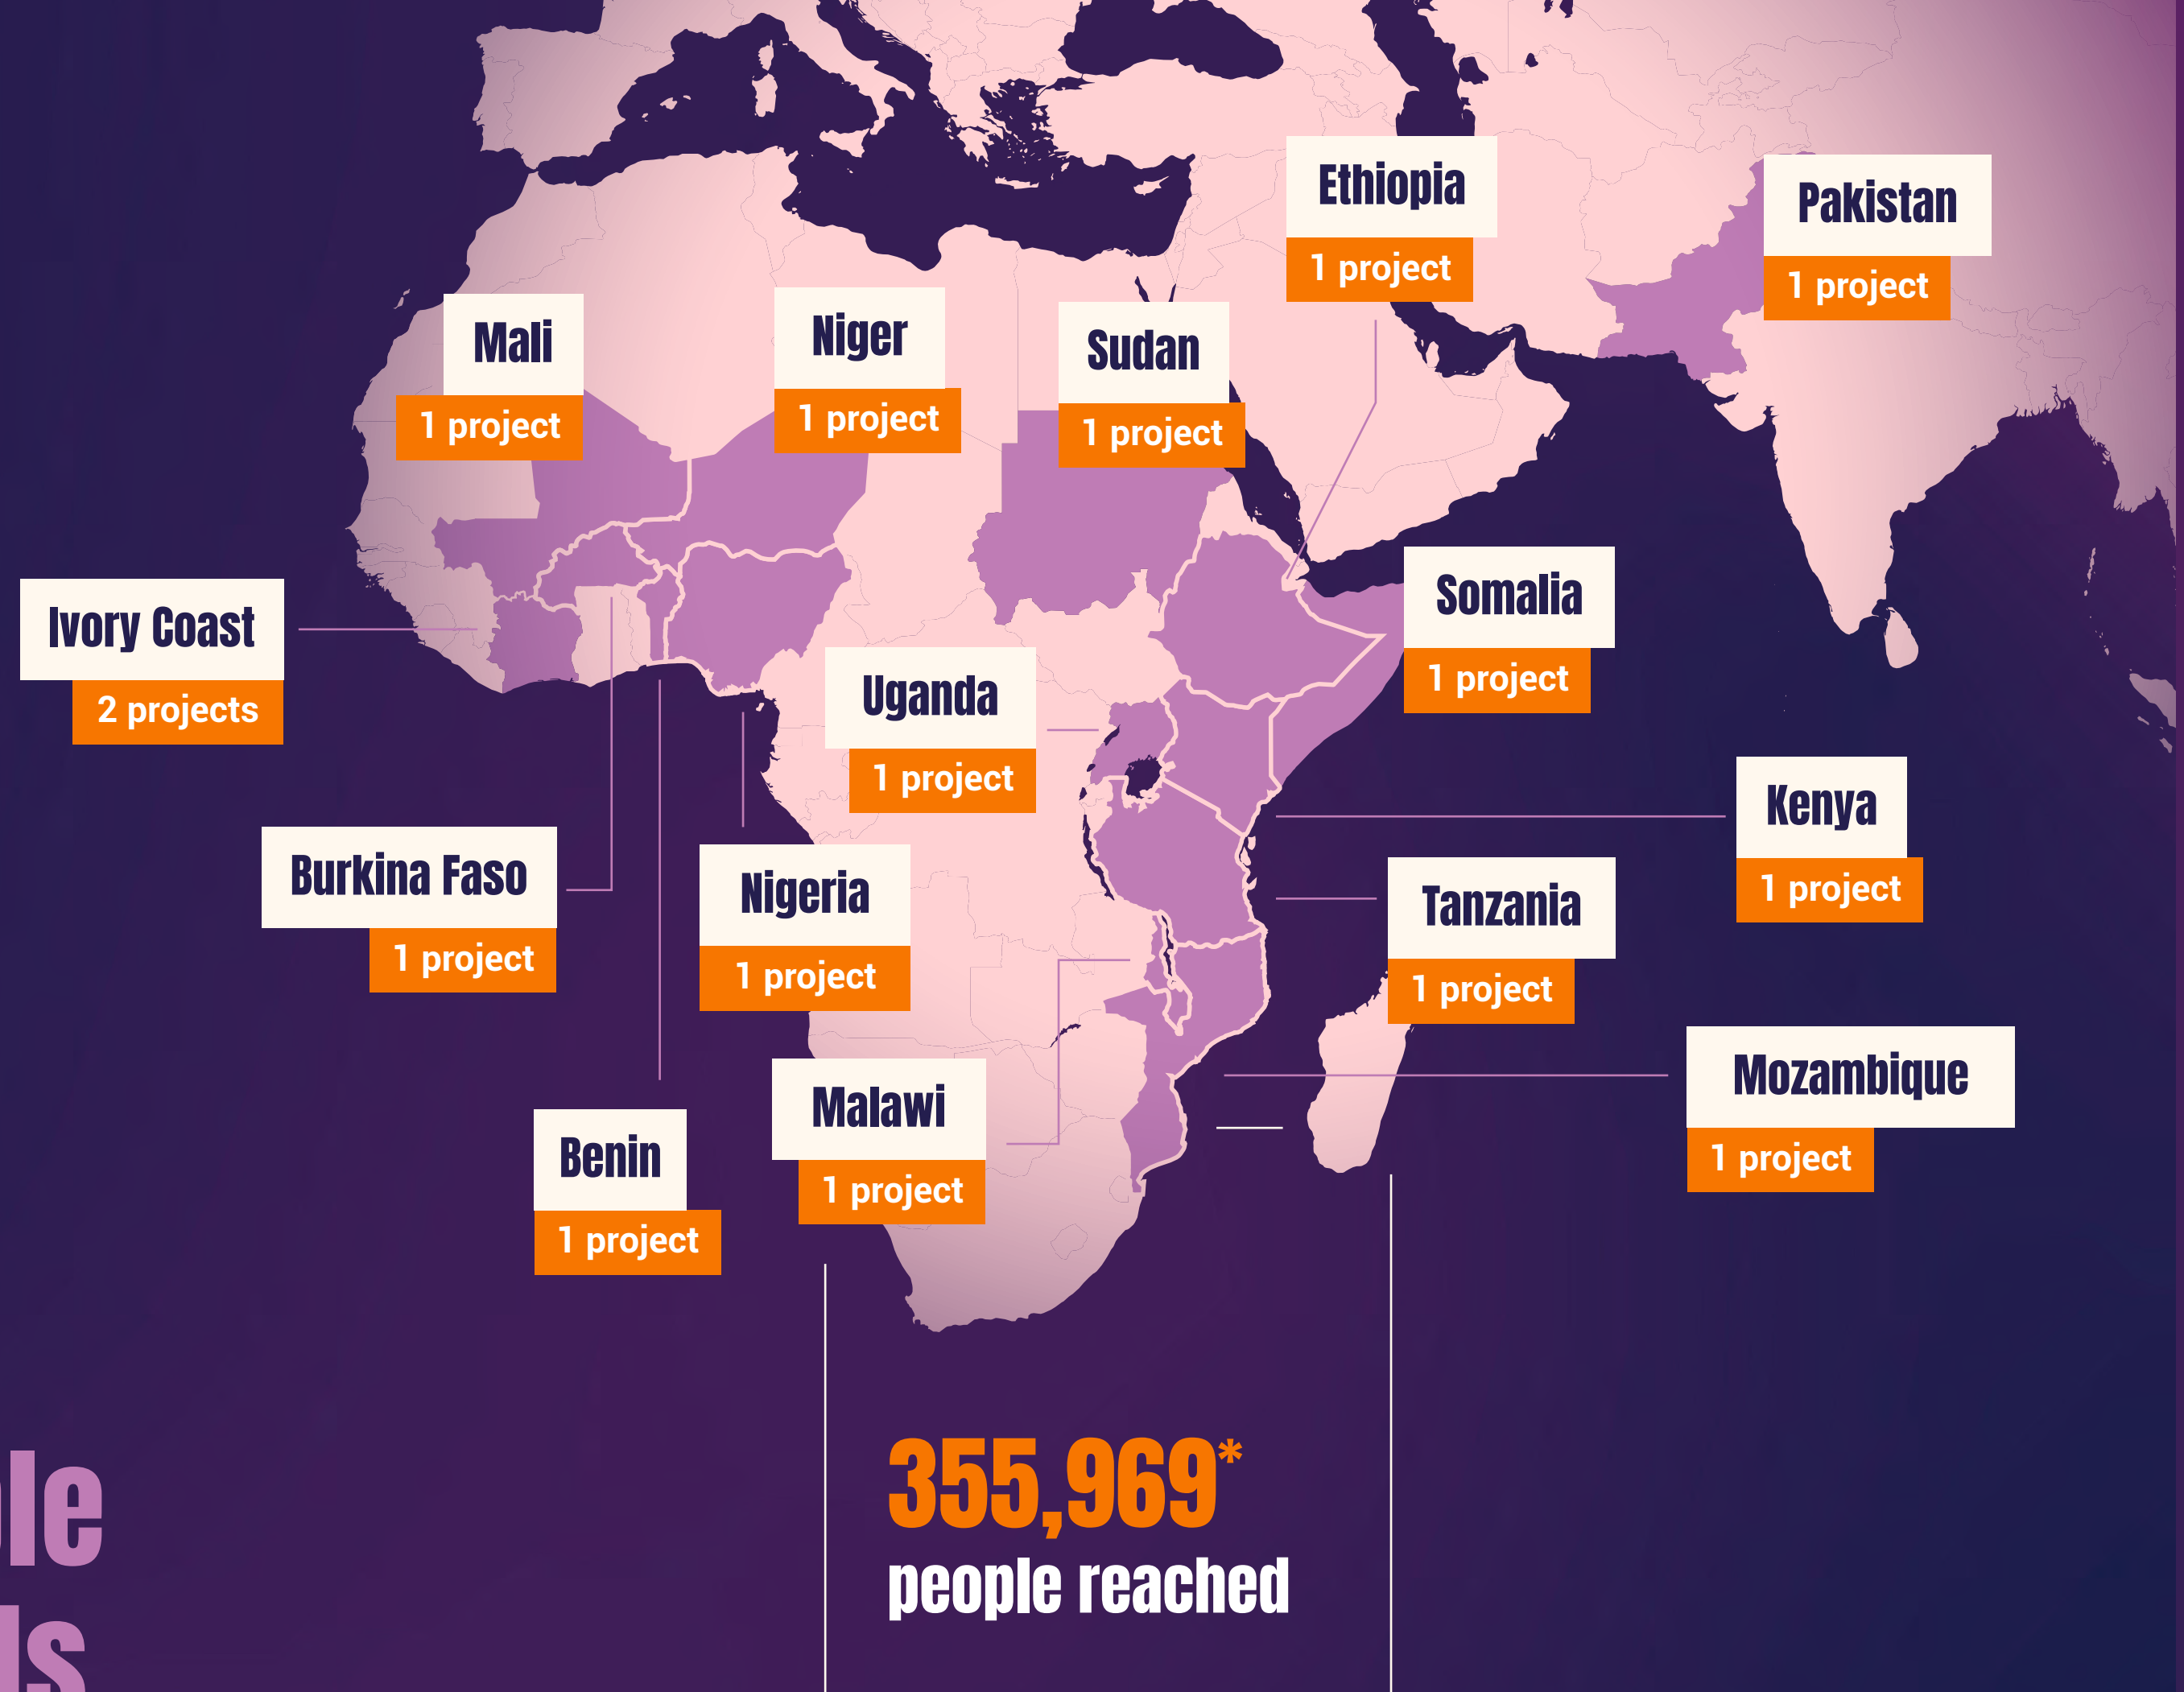 Ethiopia
1 project
Pakistan
1 project
Mali
1 project
Niger
1 project
Sudan
1 project
Somalia
1 project
Ivory Coast
2 projects
Uganda
1 project
Kenya
1 project
Burkina Faso
1 project
Nigeria
1 project
Tanzania
1 project
Mozambique
1 project
Malawi
1 project
Benin
1 project
355,969*
people reached
le
ls